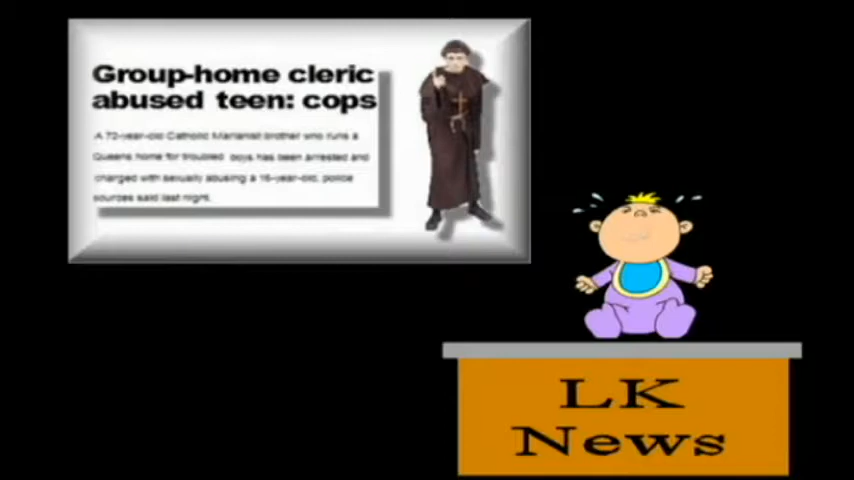 Group-home cleric
abused teen: cops
A 72-year-old Catholic Marianist brother who runs a
Queens home for troubled boys has been arrested and
charged with sexually abusing a 16-year-old, police
sources said last night.
LK
News